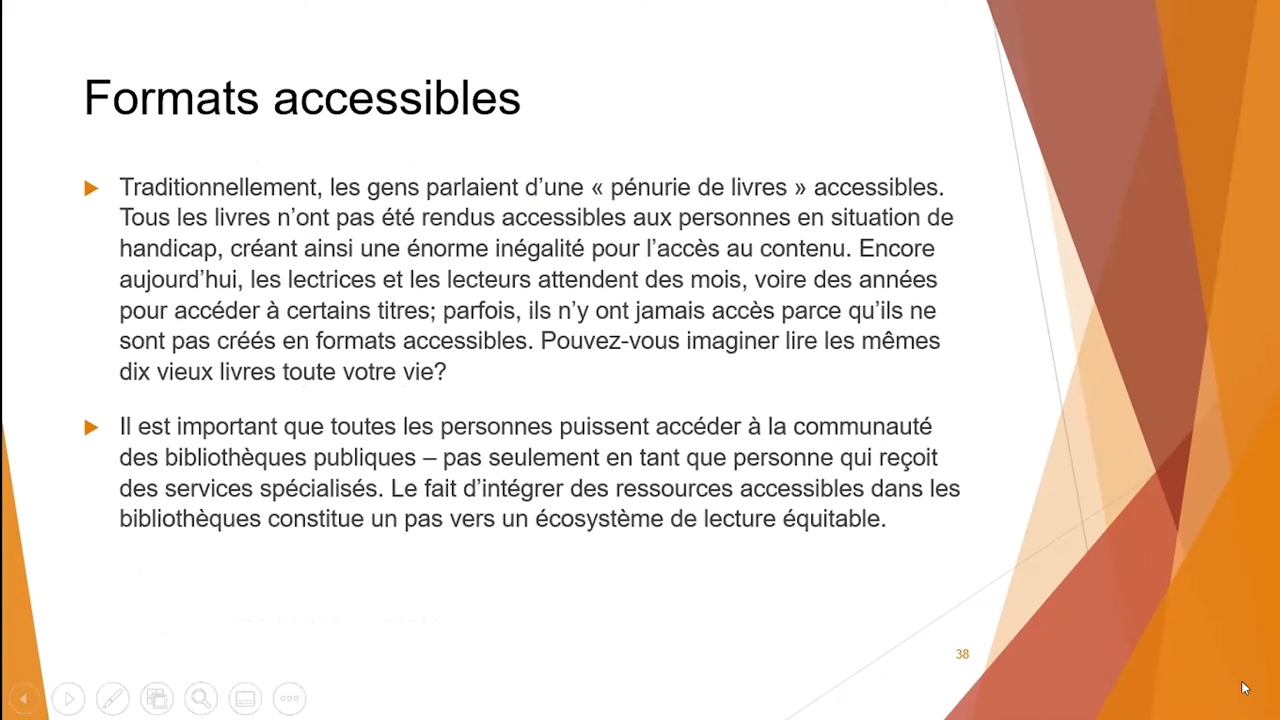 Formats accessibles
Traditionnellement, les gens parlaient d’une « pénurie de livres » accessibles.
Tous les livres n’ont pas été rendus accessibles aux personnes en situation de
handicap, créant ainsi une énorme inégalité pour l’accès au contenu. Encore
aujourd’hui, les lectrices et les lecteurs attendent des mois, voire des années
pour accéder à certains titres; parfois, ils n’y ont jamais accès parce qu’ils ne
sont pas créés en formats accessibles. Pouvez-vous imaginer lire les mêmes
dix vieux livres toute votre vie?
Il est important que toutes les personnes puissent accéder à la communauté
des bibliothèques publiques – pas seulement en tant que personne qui reçoit
des services spécialisés. Le fait d’intégrer des ressources accessibles dans les
bibliothèques constitue un pas vers un écosystème de lecture équitable.
38